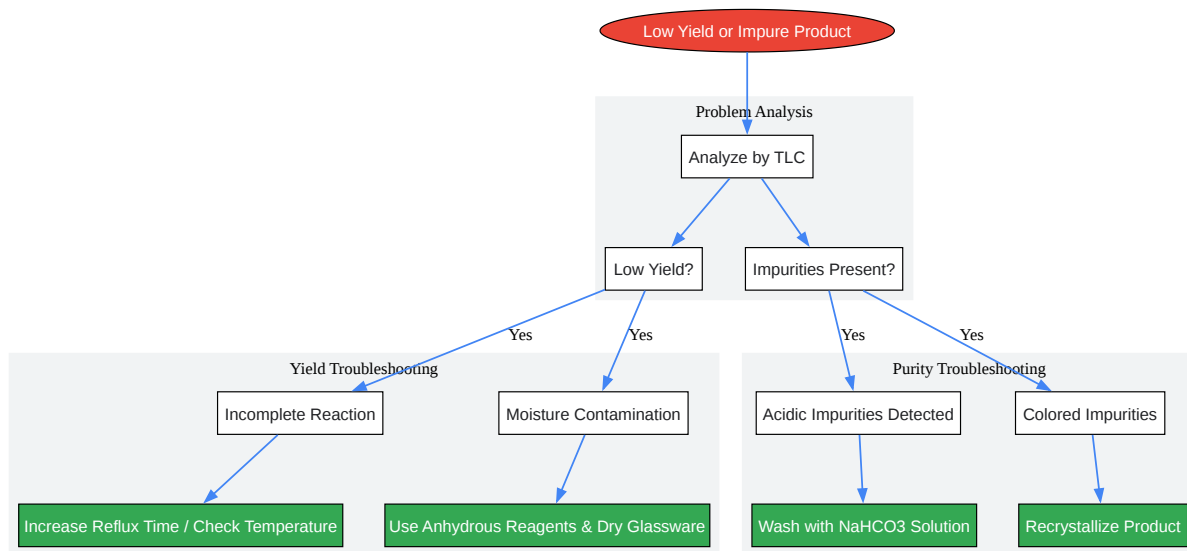 Low Yield or Impure Product
Problem Analysis
Analyze by TLC
Low Yield?
Impurities Present?
Yes
Yes
Yes
Yes
Yield Troubleshooting
Purity Troubleshooting
Incomplete Reaction
Moisture Contamination
Acidic Impurities Detected
Colored Impurities
Increase Reflux Time / Check Temperature
Use Anhydrous Reagents & Dry Glassware
Wash with NaHCO3 Solution
Recrystallize Product